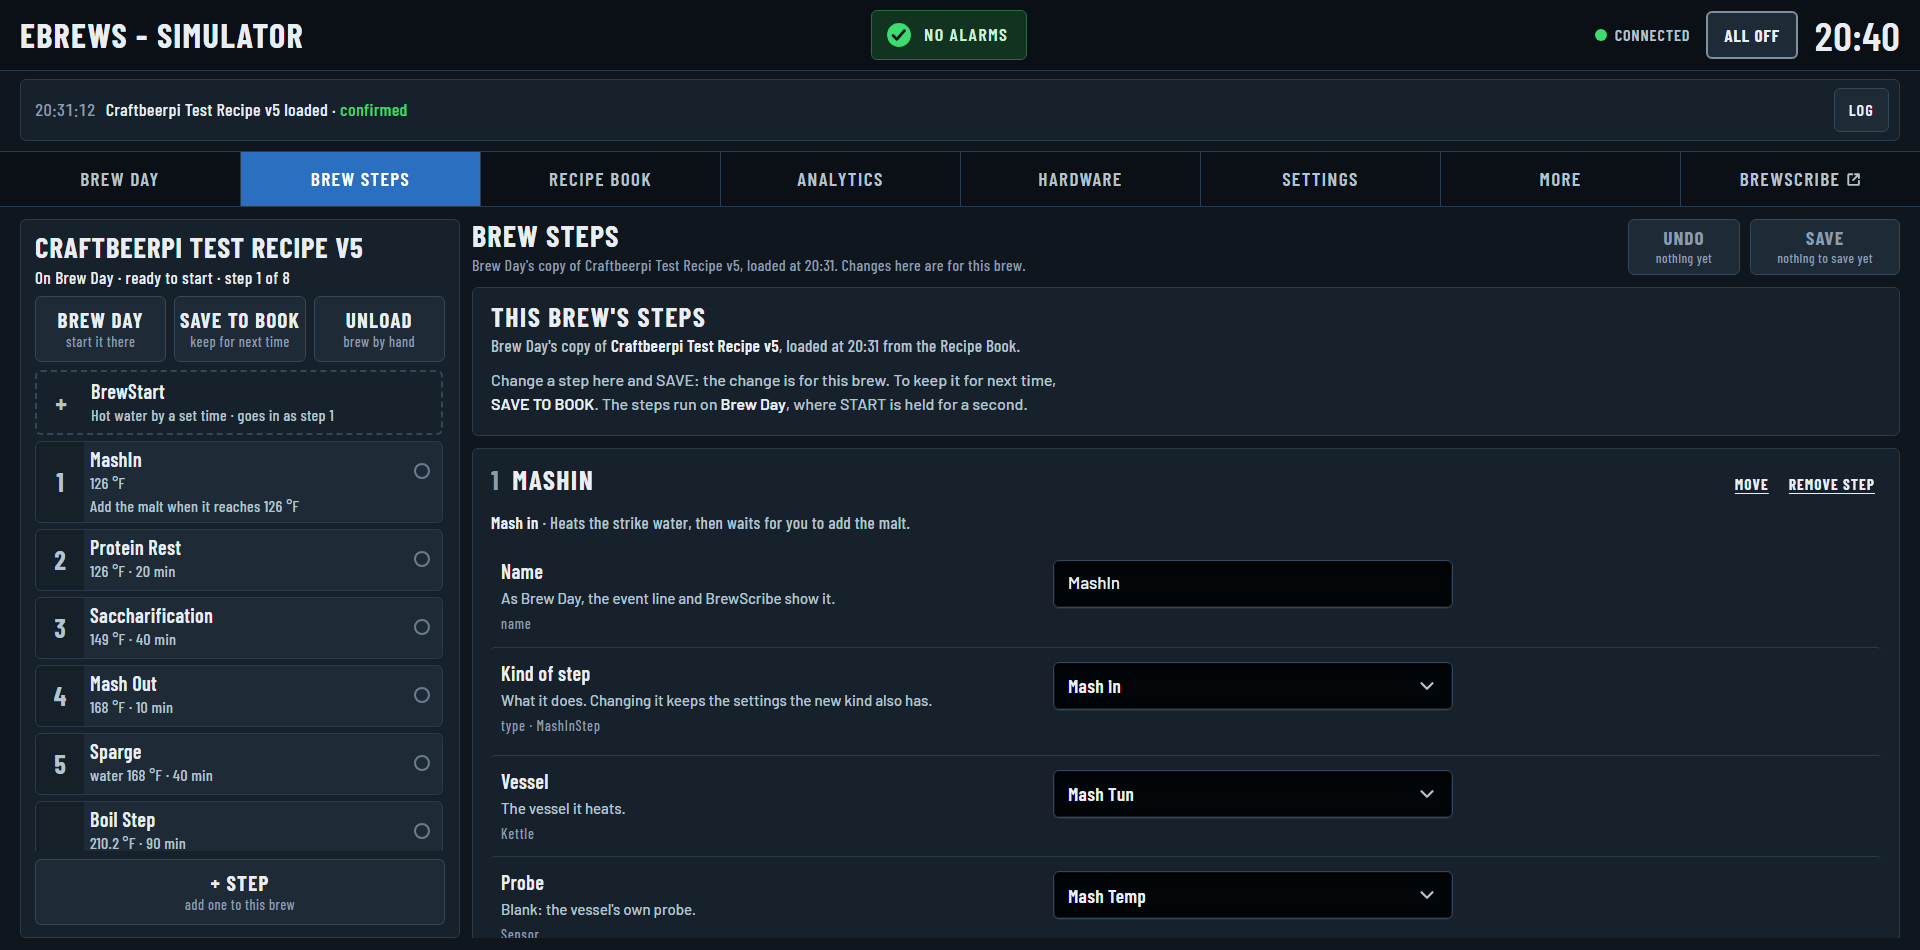 EBREWS - SIMULATOR
NO ALARMS
CONNECTED
ALL OFF
20:40
20:31:12 Craftbeerpi Test Recipe v5 loaded · confirmed
LOG
BREW DAY
BREW STEPS
RECIPE BOOK
ANALYTICS
HARDWARE
SETTINGS
MORE
BREWSCRIBE
CRAFTBEERPI TEST RECIPE V5
On Brew Day · ready to start · step 1 of 8
BREW DAY
start it there
SAVE TO BOOK
keep for next time
UNLOAD
brew by hand
+ BrewStart
Hot water by a set time · goes in as step 1
1 MashIn
126 °F
Add the malt when it reaches 126 °F
2 Protein Rest
126 °F · 20 min
3 Saccharification
149 °F · 40 min
4 Mash Out
168 °F · 10 min
5 Sparge
water 168 °F · 40 min
Boil Step
210.2 °F · 90 min
+ STEP
add one to this brew
BREW STEPS
Brew Day's copy of Craftbeerpi Test Recipe v5, loaded at 20:31. Changes here are for this brew.
UNDO
nothing yet
SAVE
nothing to save yet
THIS BREW'S STEPS
Brew Day's copy of Craftbeerpi Test Recipe v5, loaded at 20:31 from the Recipe Book.
Change a step here and SAVE: the change is for this brew. To keep it for next time,
SAVE TO BOOK. The steps run on Brew Day, where START is held for a second.
1 MASHIN
MOVE
REMOVE STEP
Mash in · Heats the strike water, then waits for you to add the malt.
Name
As Brew Day, the event line and BrewScribe show it.
name
MashIn
Kind of step
What it does. Changing it keeps the settings the new kind also has.
type · MashInStep
Mash In
Vessel
The vessel it heats.
Kettle
Mash Tun
Probe
Blank: the vessel's own probe.
Sensor
Mash Temp